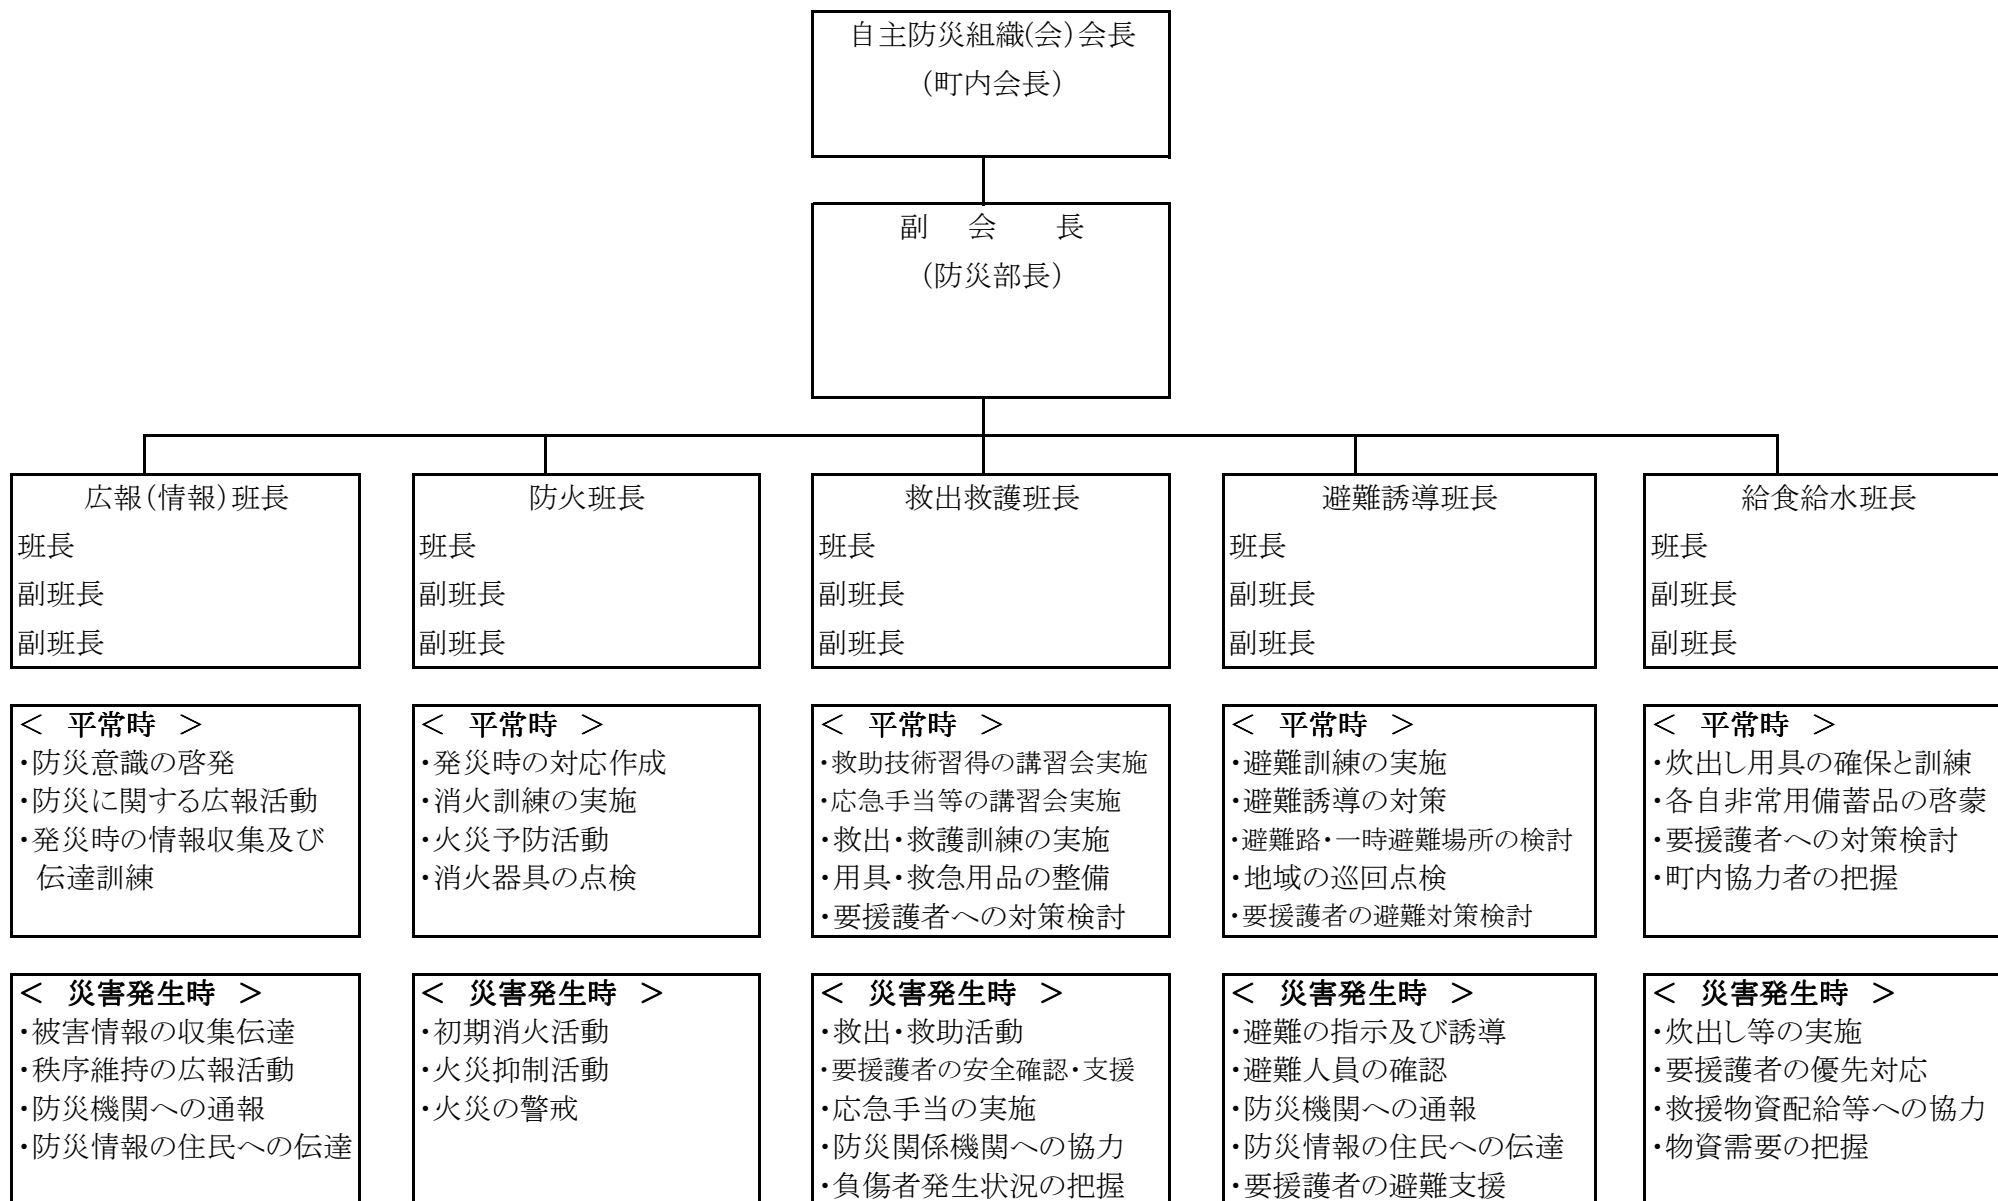 自主防災組織(会)会長
(町内会長)
副 会 長
(防災部長)
広報(情報)班長
班長
副班長
副班長
防火班長
班長
副班長
副班長
救出救護班長
班長
副班長
副班長
避難誘導班長
班長
副班長
副班長
給食給水班長
班長
副班長
副班長
< 平常時 >
・防災意識の啓発
・防災に関する広報活動
・発災時の情報収集及び
伝達訓練
< 平常時 >
・発災時の対応作成
・消火訓練の実施
・火災予防活動
・消火器具の点検
< 平常時 >
・救助技術習得の講習会実施
・応急手当等の講習会実施
・救出・救護訓練の実施
・用具・救急用品の整備
・要援護者への対策検討
< 平常時 >
・避難訓練の実施
・避難誘導の対策
・避難路・一時避難場所の検討
・地域の巡回点検
・要援護者の避難対策検討
< 平常時 >
・炊出し用具の確保と訓練
・各自非常用備蓄品の啓蒙
・要援護者への対策検討
・町内協力者の把握
< 災害発生時 >
・被害情報の収集伝達
・秩序維持の広報活動
・防災機関への通報
・防災情報の住民への伝達
< 災害発生時 >
・初期消火活動
・火災抑制活動
・火災の警戒
< 災害発生時 >
・救出・救助活動
・要援護者の安全確認・支援
・応急手当の実施
・防災関係機関への協力
・負傷者発生状況の把握
< 災害発生時 >
・避難の指示及び誘導
・避難人員の確認
・防災機関への通報
・防災情報の住民への伝達
・要援護者の避難支援
< 災害発生時 >
・炊出し等の実施
・要援護者の優先対応
・救援物資配給等への協力
・物資需要の把握